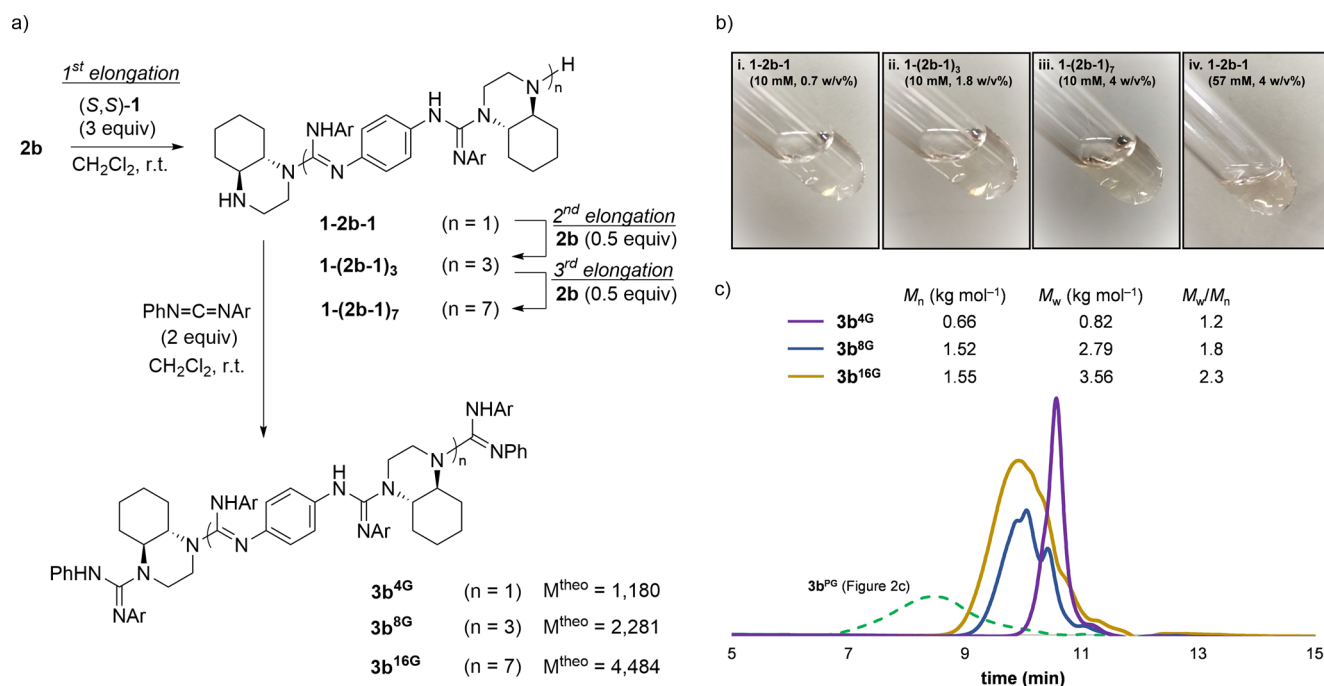 a)
1st elongation
(S,S)-1
(3 equiv)
2b
CH2Cl2, r.t.
H
N
n
H
N
N
NHAr
N
N
NAr
HN
1-2b-1 (n = 1)
2nd elongation
2b (0.5 equiv)
1-(2b-1)3 (n = 3)
3rd elongation
2b (0.5 equiv)
1-(2b-1)7 (n = 7)
PhN=C=NAr
(2 equiv)
CH2Cl2, r.t.
NHAr
N
n
NPh
H
N
N
NHAr
N
N
NAr
PhHN
N
NAr
3b4G (n = 1) Mtheo = 1,180
3b8G (n = 3) Mtheo = 2,281
3b16G (n = 7) Mtheo = 4,484
b)
i. 1-2b-1
(10 mM, 0.7 w/v%)
ii. 1-(2b-1)3
(10 mM, 1.8 w/v%)
iii. 1-(2b-1)7
(10 mM, 4 w/v%)
iv. 1-2b-1
(57 mM, 4 w/v%)
c)
Mn (kg mol–1) Mw (kg mol–1) Mw/Mn
3b4G 0.66 0.82 1.2
3b8G 1.52 2.79 1.8
3b16G 1.55 3.56 2.3
3bPG (Figure 2c)
5 7 9 11 13 15
time (min)